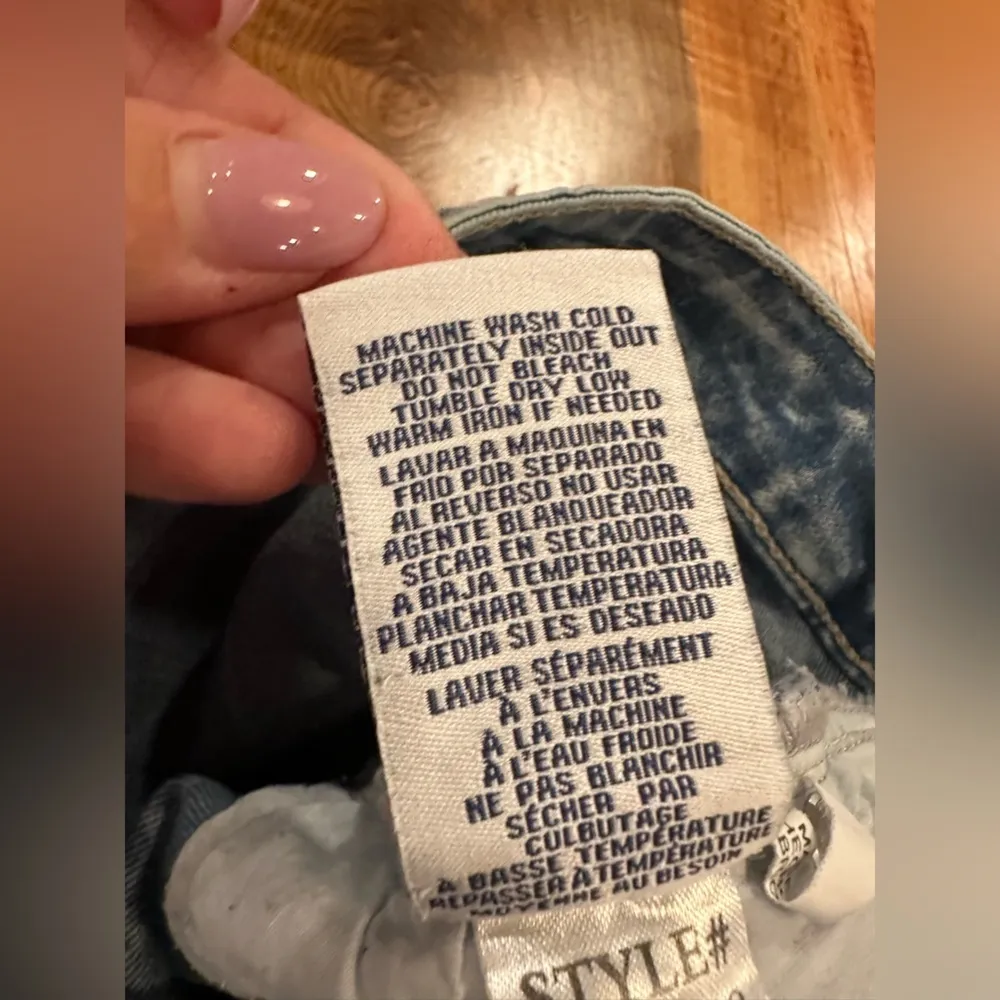 MACHINE WASH COLD
SEPARATELY INSIDE OUT
DO NOT BLEACH
TUMBLE DRY LOW
WARM IRON IF NEEDED
LAVAR A MAQUINA EN
FRIO POR SEPARADO
AL REVERSO NO USAR
AGENTE BLANQUEADOR
SECAR EN SECADORA
A BAJA TEMPERATURA
PLANCHAR TEMPERATURA
MEDIA SI ES DESEADO
LAVER SÉPARÉMENT
À L'ENVERS
À LA MACHINE
À L'EAU FROIDE
NE PAS BLANCHIR
SÉCHER PAR
CULBUTAGE
À BASSE TEMPÉRATURE
REPASSER À TEMPÉRATURE
MOYENNE AU BESOIN
STYLE#